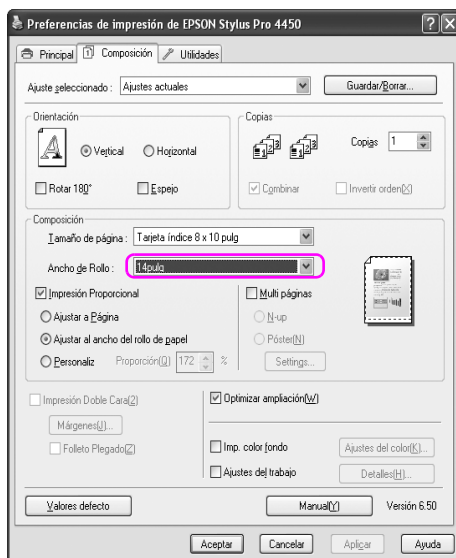 Preferencias de impresión de EPSON Stylus Pro 4450
Principal Composición Utilidades
Ajuste seleccionado : Ajustes actuales Guardar/Borrar...
Orientación
Vertical Horizontal
Rotar 180° Espejo
Copias
Copias 1
Combinar Invertir orden(X)
Composición
Tamaño de página : Tarjeta índice 8 x 10 pulg
Ancho de Rollo : 14pulg
Impresión Proporcional Multi páginas
Ajustar a Página N-up
Ajustar al ancho del rollo de papel Póster(N)
Personaliz Proporción(Q) 172 % Settings...
Impresión Doble Cara(2) Optimizar ampliación(W)
Márgenes(J)...
Folleto Plegado(Z) Imp. color fondo Ajustes del color(K)...
Ajustes del trabajo Detalles(H)...
Valores defecto Manual(Y) Versión 6.50
Aceptar Cancelar Aplicar Ayuda